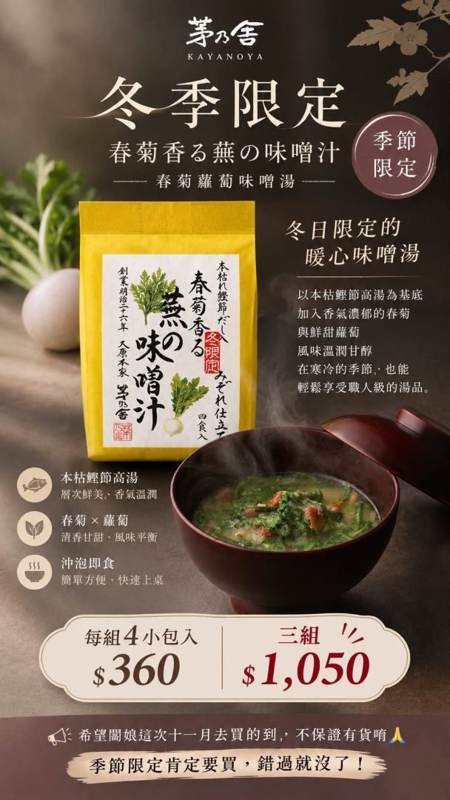 茅乃舎
KAYANOYA
冬季限定
春菊香る蕪の味噌汁
春菊蘿蔔味噌湯
季節
限定
冬日限定的
暖心味噌湯
以本枯鰹節高湯為基底
加入香氣濃郁的春菊
與鮮甜蘿蔔
風味溫潤甘醇
在寒冷的季節，也能
輕鬆享受職人級的湯品。
本枯れ鰹節だし
みぞれ仕立て
四食入
春菊香る
冬限定
蕪の味噌汁
創業明治二十六年 久原本家 茅乃舎
本枯鰹節高湯
層次鮮美、香氣溫潤
春菊 × 蘿蔔
清香甘甜、風味平衡
沖泡即食
簡單方便、快速上桌
每組4小包入
$360
三組
$1,050
希望闆娘這次十一月去買的到，不保證有貨唷🙏
季節限定肯定要買，錯過就沒了！